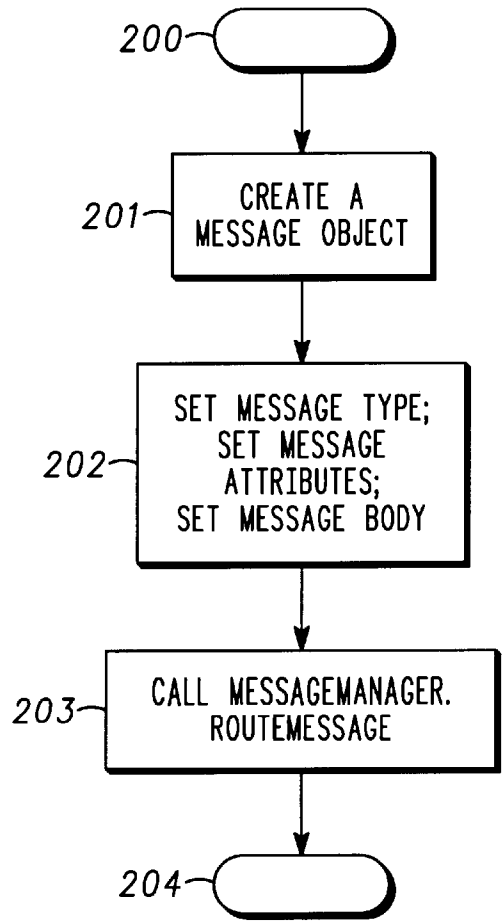 200
201
CREATE A
MESSAGE OBJECT
202
SET MESSAGE TYPE;
SET MESSAGE
ATTRIBUTES;
SET MESSAGE BODY
203
CALL MESSAGEMANAGER.
ROUTEMESSAGE
204